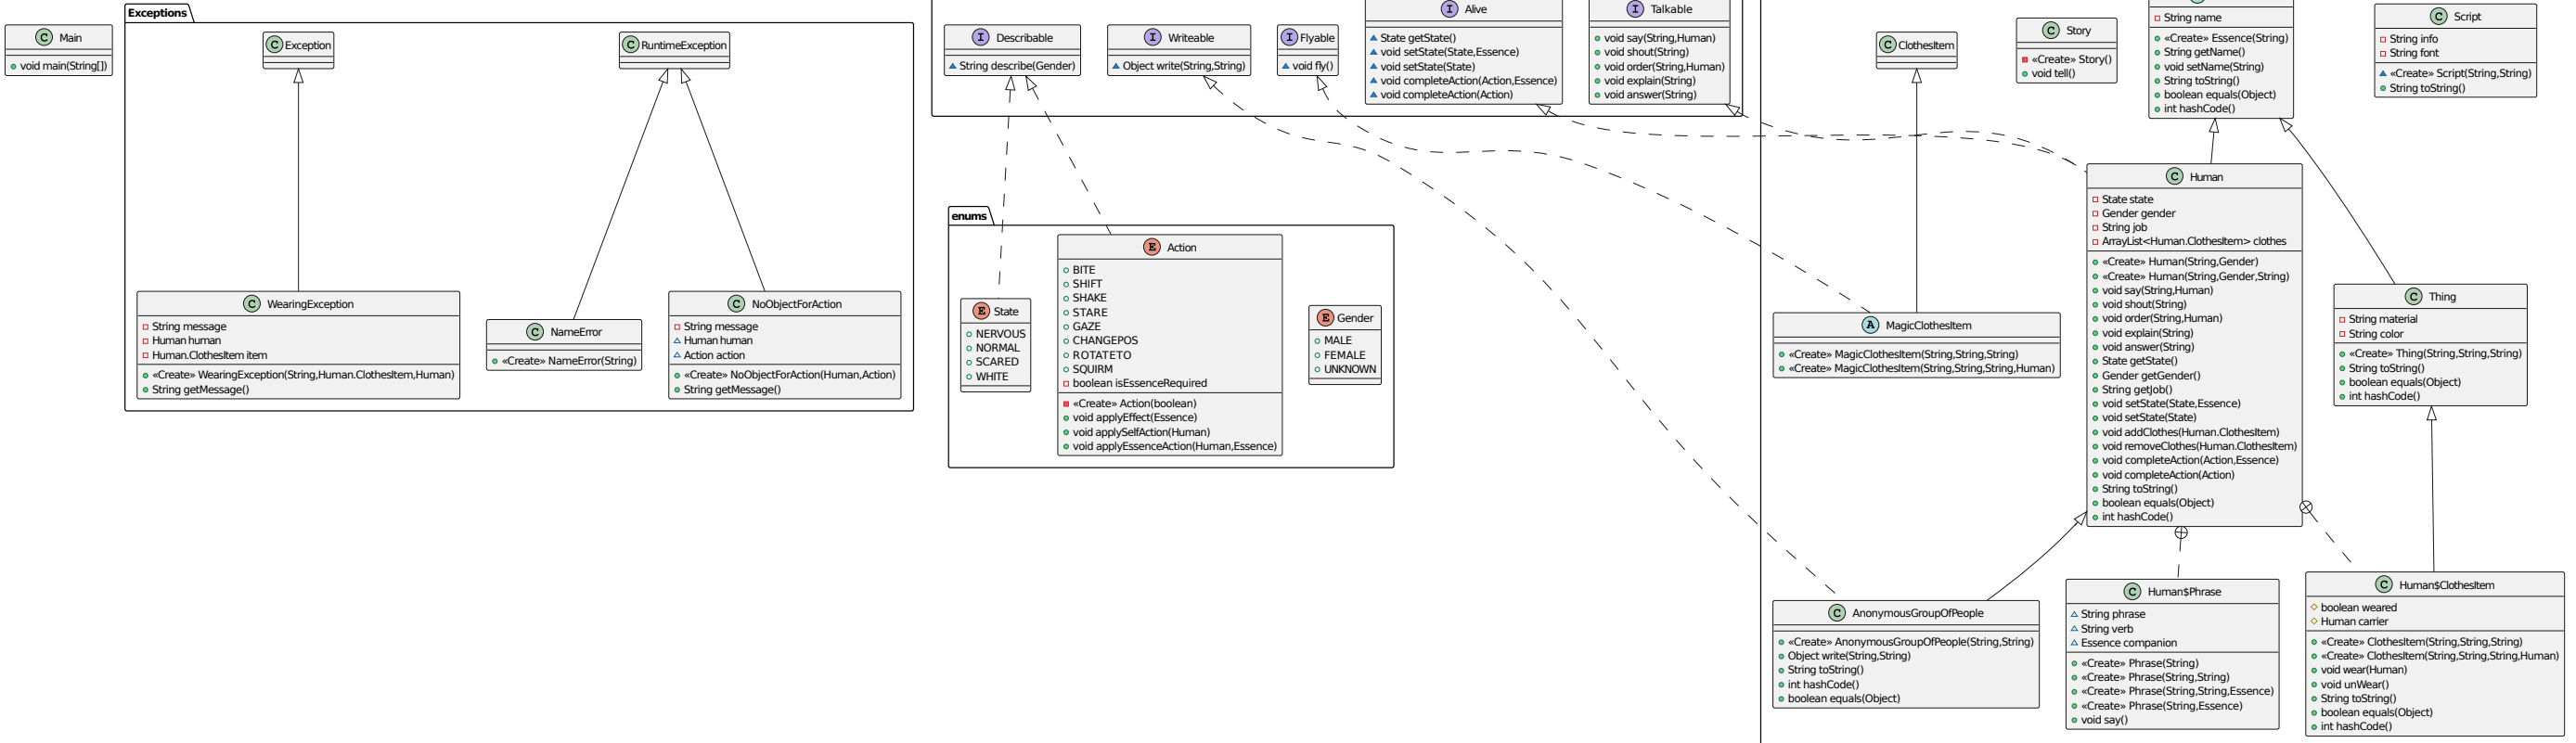 Main
void main(String[])
Exceptions
Exception
RuntimeException
WearingException
String message
Human human
Human.ClothesItem item
«Create» WearingException(String,Human.ClothesItem,Human)
String getMessage()
NameError
«Create» NameError(String)
NoObjectForAction
String message
Human human
Action action
«Create» NoObjectForAction(Human,Action)
String getMessage()
Describable
String describe(Gender)
Writeable
Object write(String,String)
Flyable
void fly()
Alive
State getState()
void setState(State,Essence)
void setState(State)
void completeAction(Action,Essence)
void completeAction(Action)
Talkable
void say(String,Human)
void shout(String)
void order(String,Human)
void explain(String)
void answer(String)
enums
State
NERVOUS
NORMAL
SCARED
WHITE
Action
BITE
SHIFT
SHAKE
STARE
GAZE
CHANGEPOS
ROTATETO
SQUIRM
boolean isEssenceRequired
«Create» Action(boolean)
void applyEffect(Essence)
void applySelfAction(Human)
void applyEssenceAction(Human,Essence)
Gender
MALE
FEMALE
UNKNOWN
ClothesItem
Story
«Create» Story()
void tell()
String name
«Create» Essence(String)
String getName()
void setName(String)
String toString()
boolean equals(Object)
int hashCode()
Script
String info
String font
«Create» Script(String,String)
String toString()
Human
State state
Gender gender
String job
ArrayList<Human.ClothesItem> clothes
«Create» Human(String,Gender)
«Create» Human(String,Gender,String)
void say(String,Human)
void shout(String)
void order(String,Human)
void explain(String)
void answer(String)
State getState()
Gender getGender()
String getJob()
void setState(State,Essence)
void setState(State)
void addClothes(Human.ClothesItem)
void removeClothes(Human.ClothesItem)
void completeAction(Action,Essence)
void completeAction(Action)
String toString()
boolean equals(Object)
int hashCode()
Thing
String material
String color
«Create» Thing(String,String,String)
String toString()
boolean equals(Object)
int hashCode()
MagicClothesItem
«Create» MagicClothesItem(String,String,String)
«Create» MagicClothesItem(String,String,String,Human)
AnonymousGroupOfPeople
«Create» AnonymousGroupOfPeople(String,String)
Object write(String,String)
String toString()
int hashCode()
boolean equals(Object)
Human$Phrase
String phrase
String verb
Essence companion
«Create» Phrase(String)
«Create» Phrase(String,String)
«Create» Phrase(String,String,Essence)
«Create» Phrase(String,Essence)
void say()
Human$ClothesItem
boolean weared
Human carrier
«Create» ClothesItem(String,String,String)
«Create» ClothesItem(String,String,String,Human)
void wear(Human)
void unWear()
String toString()
boolean equals(Object)
int hashCode()